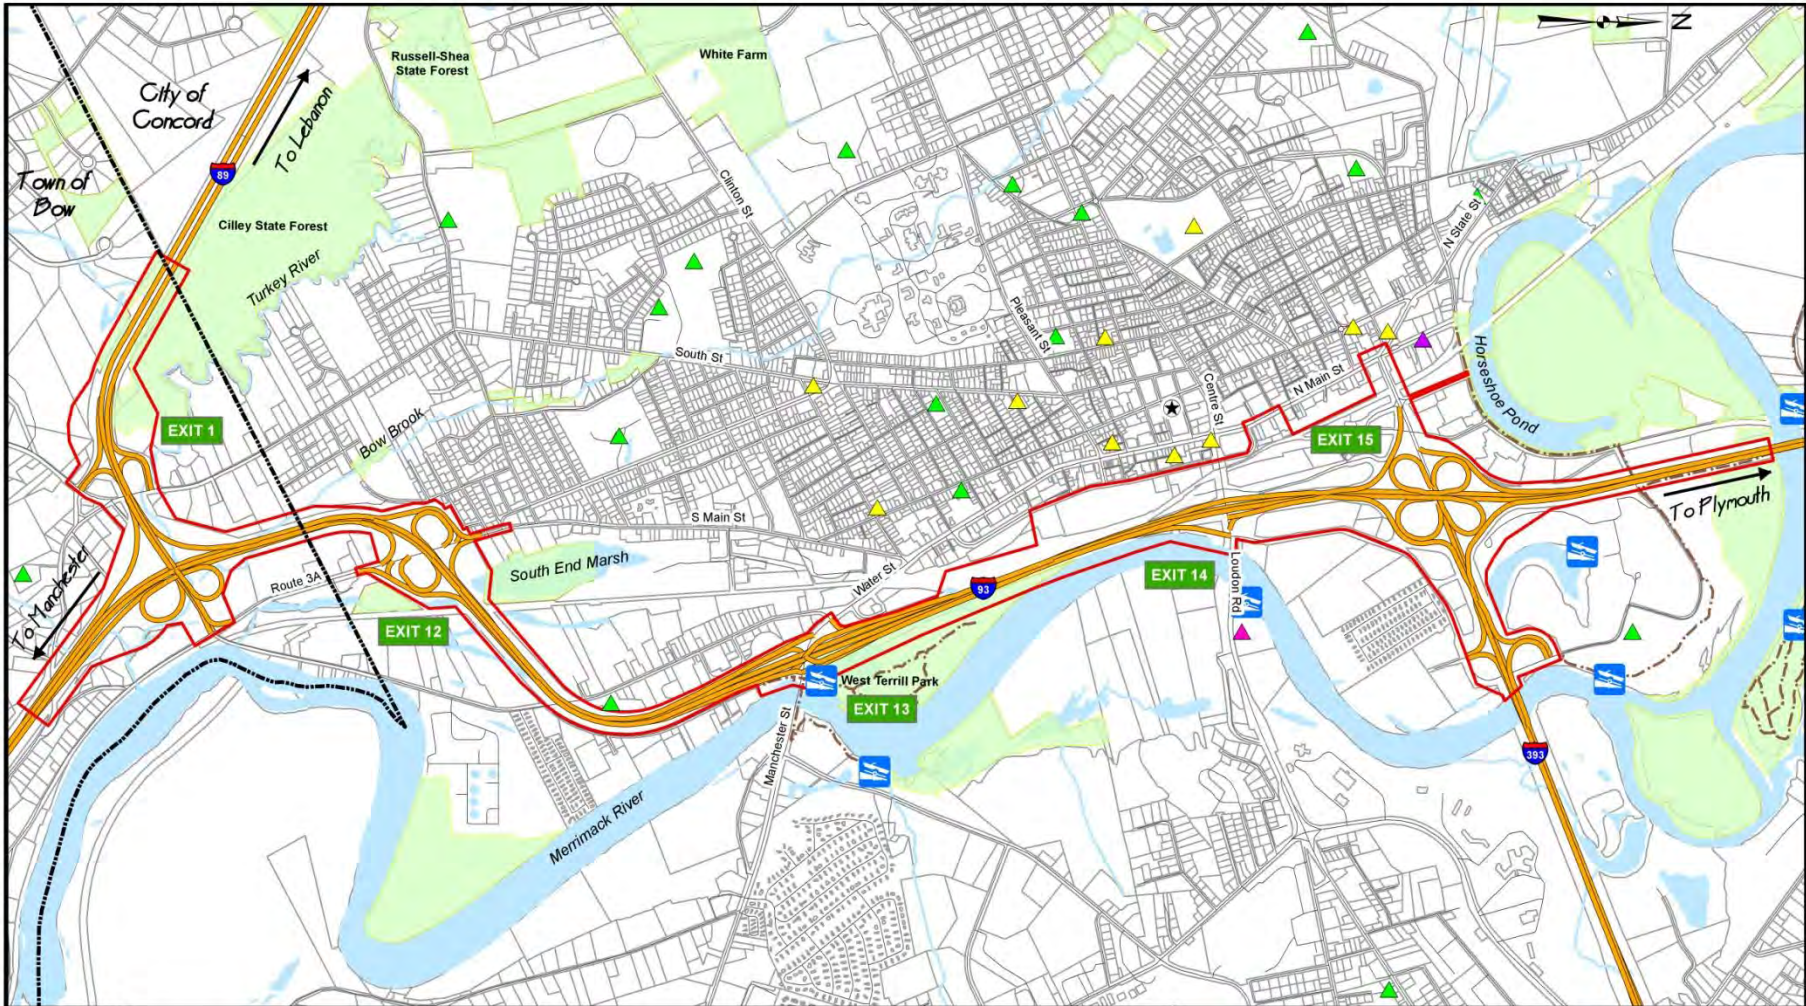 Russell-Shea
State Forest
White Farm
N
City of
Concord
To Lebanon
89
Town of
Bow
Cilley State Forest
Turkey River
Clinton St
Pleasant St
N State St
South St
Centre St
N Main St
Horseshoe Pond
EXIT 1
Bow Brook
EXIT 15
To Plymouth
S Main St
South End Marsh
Route 3A
To Manchester
Water St
93
EXIT 14
Loudon Rd
EXIT 12
West Terrill Park
EXIT 13
Manchester St
393
Merrimack River